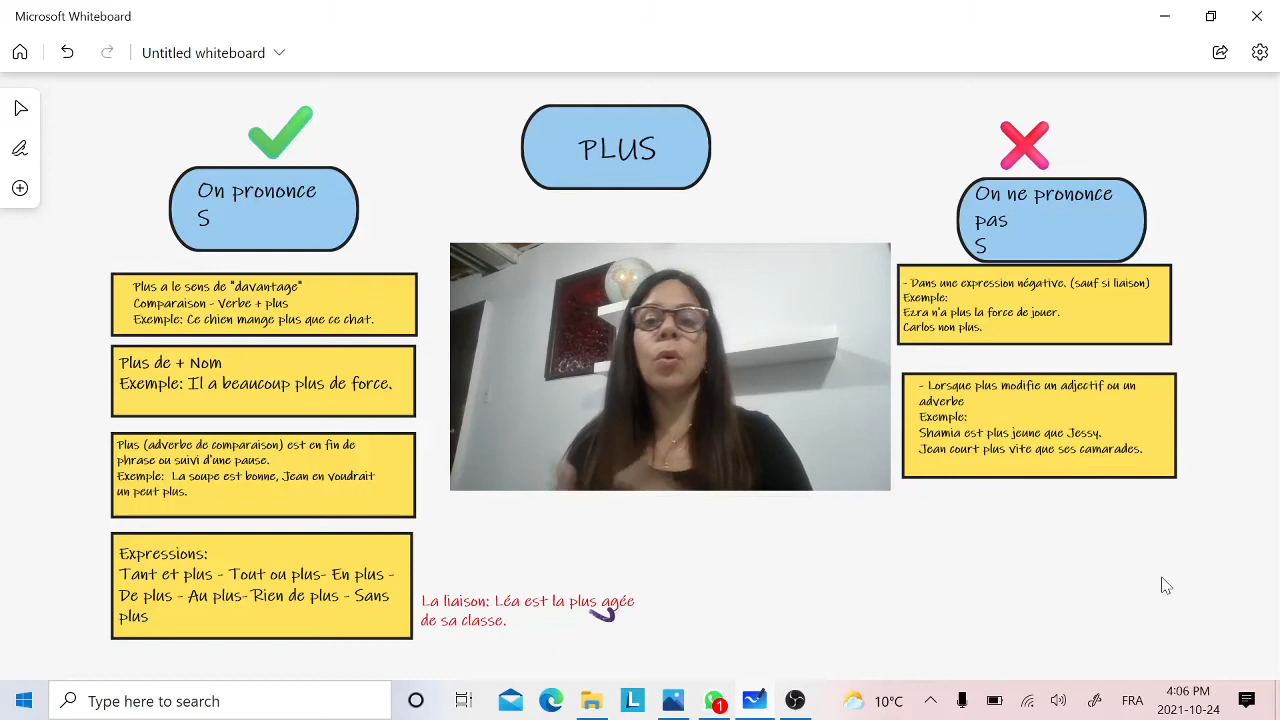 Microsoft Whiteboard
Untitled whiteboard
PLUS
On prononce
S
Plus a le sens de "davantage"
Comparaison - Verbe + plus
Exemple: Ce chien mange plus que ce chat.
Plus de + Nom
Exemple: Il a beaucoup plus de force.
Plus (adverbe de comparaison) est en fin de
phrase ou suivi d'une pause.
Exemple: La soupe est bonne, Jean en voudrait
un peut plus.
Expressions:
Tant et plus - Tout ou plus- En plus -
De plus - Au plus- Rien de plus - Sans
plus
La liaison: Léa est la plus agée
de sa classe.
On ne prononce
pas
S
- Dans une expression négative. (sauf si liaison)
Exemple:
Ezra n'a plus la force de jouer.
Carlos non plus.
- Lorsque plus modifie un adjectif ou un
adverbe
Exemple:
Shamia est plus jeune que Jessy.
Jean court plus vite que ses camarades.
Type here to search
L
1
10°C
FRA
4:06 PM
2021-10-24